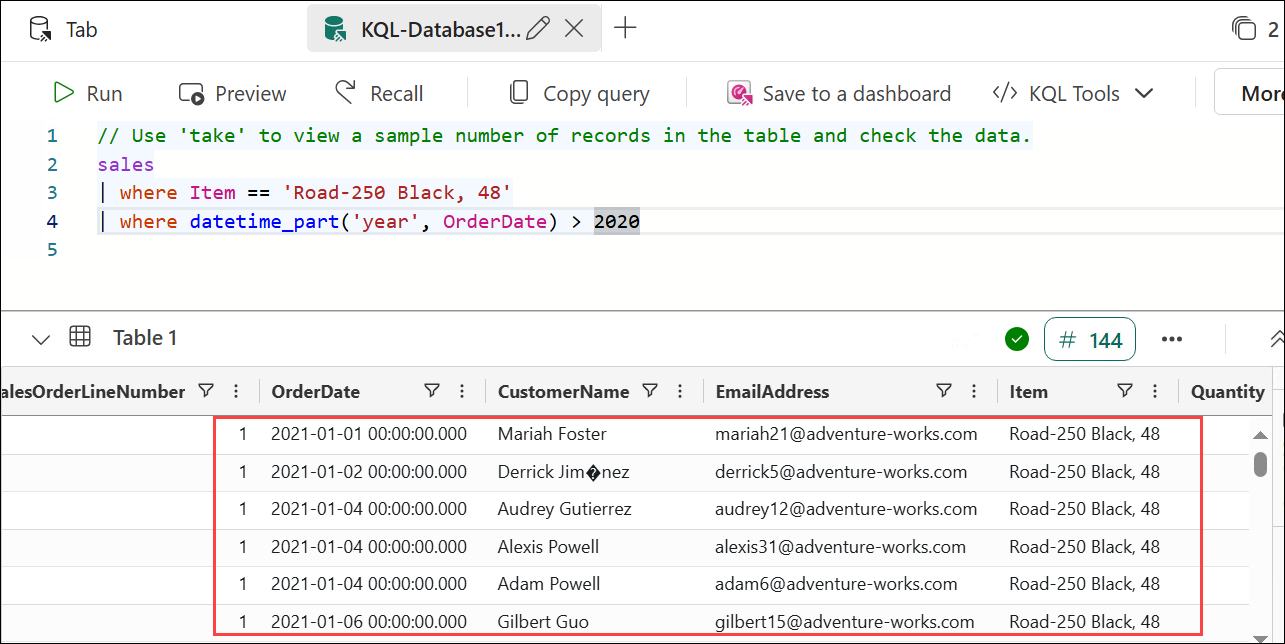 Tab KQL-Database1... 2
Run Preview Recall Copy query Save to a dashboard </> KQL Tools More
1 // Use 'take' to view a sample number of records in the table and check the data.
2 sales
3 | where Item == 'Road-250 Black, 48'
4 | where datetime_part('year', OrderDate) > 2020
5
Table 1 # 144 •••
alesOrderLineNumber OrderDate CustomerName EmailAddress Item Quantity
1 2021-01-01 00:00:00.000 Mariah Foster mariah21@adventure-works.com Road-250 Black, 48
1 2021-01-02 00:00:00.000 Derrick Jim�nez derrick5@adventure-works.com Road-250 Black, 48
1 2021-01-04 00:00:00.000 Audrey Gutierrez audrey12@adventure-works.com Road-250 Black, 48
1 2021-01-04 00:00:00.000 Alexis Powell alexis31@adventure-works.com Road-250 Black, 48
1 2021-01-04 00:00:00.000 Adam Powell adam6@adventure-works.com Road-250 Black, 48
1 2021-01-06 00:00:00.000 Gilbert Guo gilbert15@adventure-works.com Road-250 Black, 48